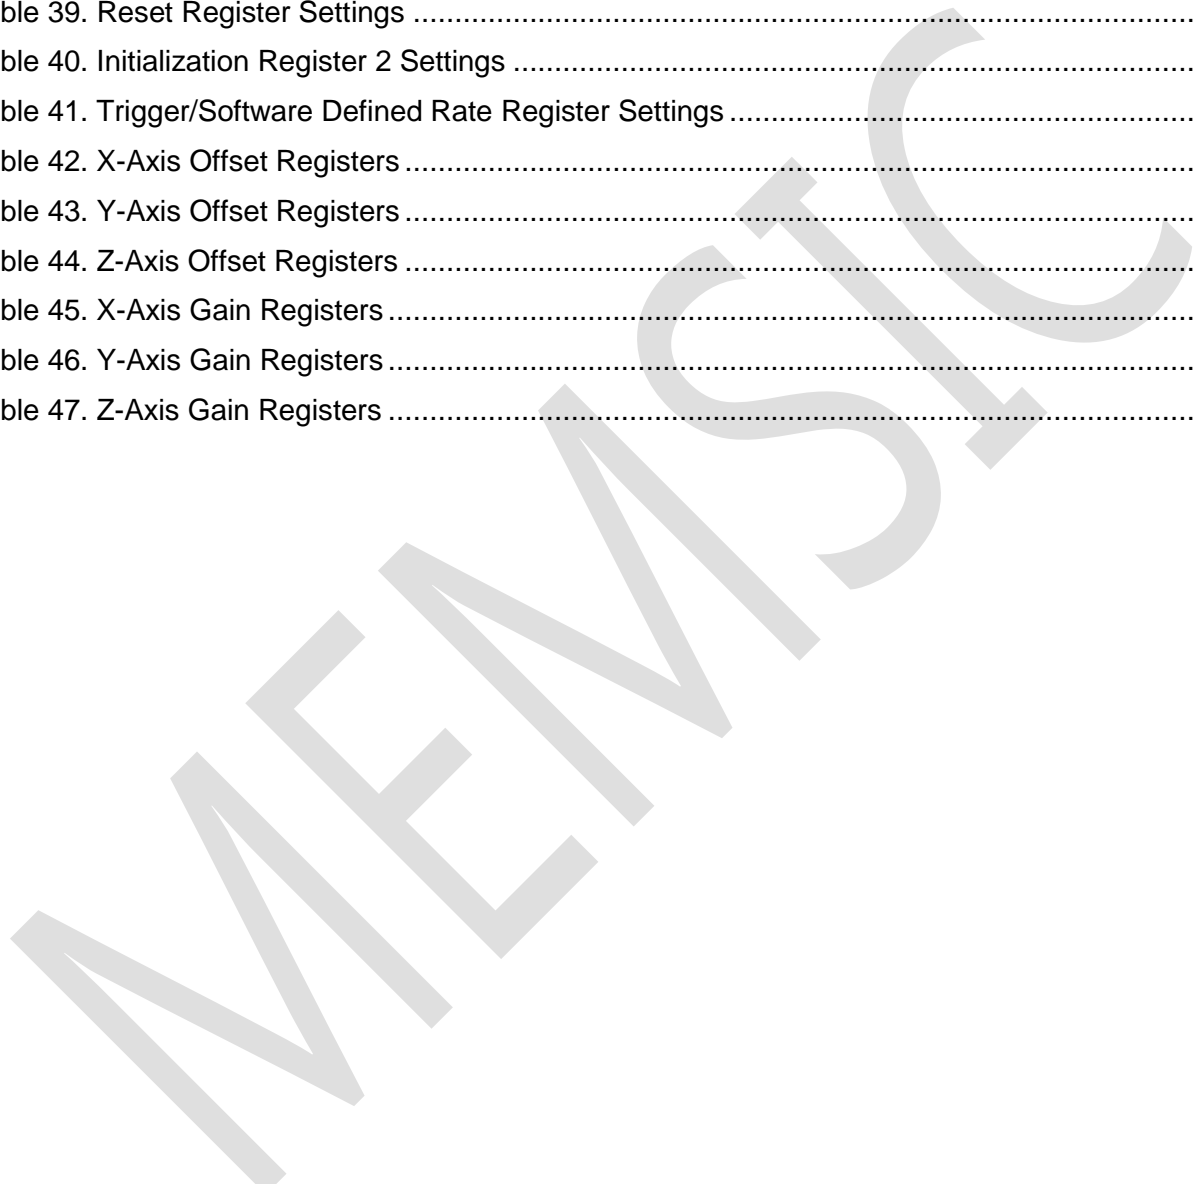 ble 39. Reset Register Settings ........................................................................................................
ble 40. Initialization Register 2 Settings ........................................................................................
ble 41. Trigger/Software Defined Rate Register Settings ............................................................
ble 42. X-Axis Offset Registers ........................................................................................................
ble 43. Y-Axis Offset Registers ........................................................................................................
ble 44. Z-Axis Offset Registers ........................................................................................................
ble 45. X-Axis Gain Registers ..........................................................................................................
ble 46. Y-Axis Gain Registers ..........................................................................................................
ble 47. Z-Axis Gain Registers ..........................................................................................................
MEMSIC